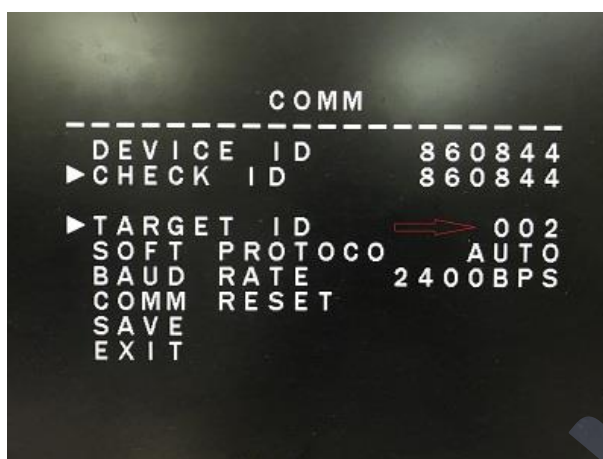 COMM
DEVICE ID 860844
▶CHECK ID 860844
▶TARGET ID 002
SOFT PROTOCO AUTO
BAUD RATE 2400BPS
COMM RESET
SAVE
EXIT